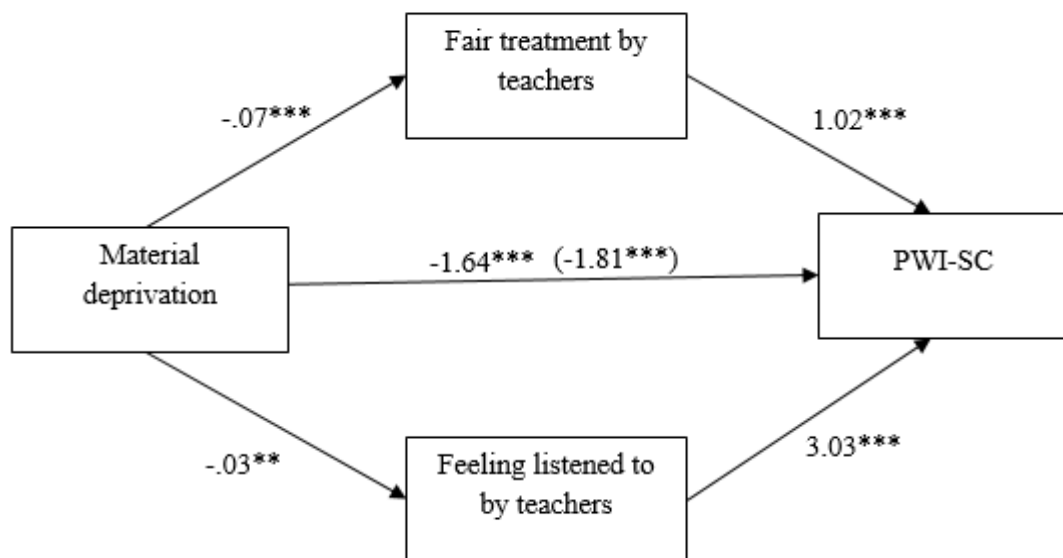 Fair treatment by
teachers
-.07***
1.02***
Material
deprivation
-1.64*** (-1.81***)
PWI-SC
-.03**
Feeling listened to
by teachers
3.03***